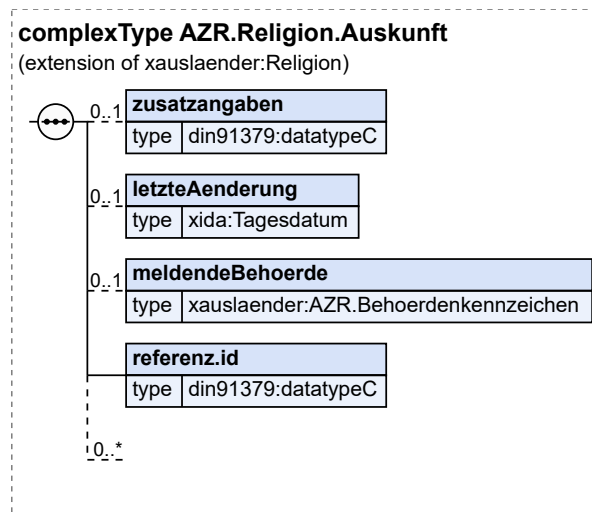 complexType AZR.Religion.Auskunft
(extension of xauslaender:Religion)
0..1 zusatzangaben
type din91379:datatypeC
0..1 letzteAenderung
type xida:Tagesdatum
0..1 meldendeBehoerde
type xauslaender:AZR.Behoerdenkennzeichen
referenz.id
type din91379:datatypeC
0..*